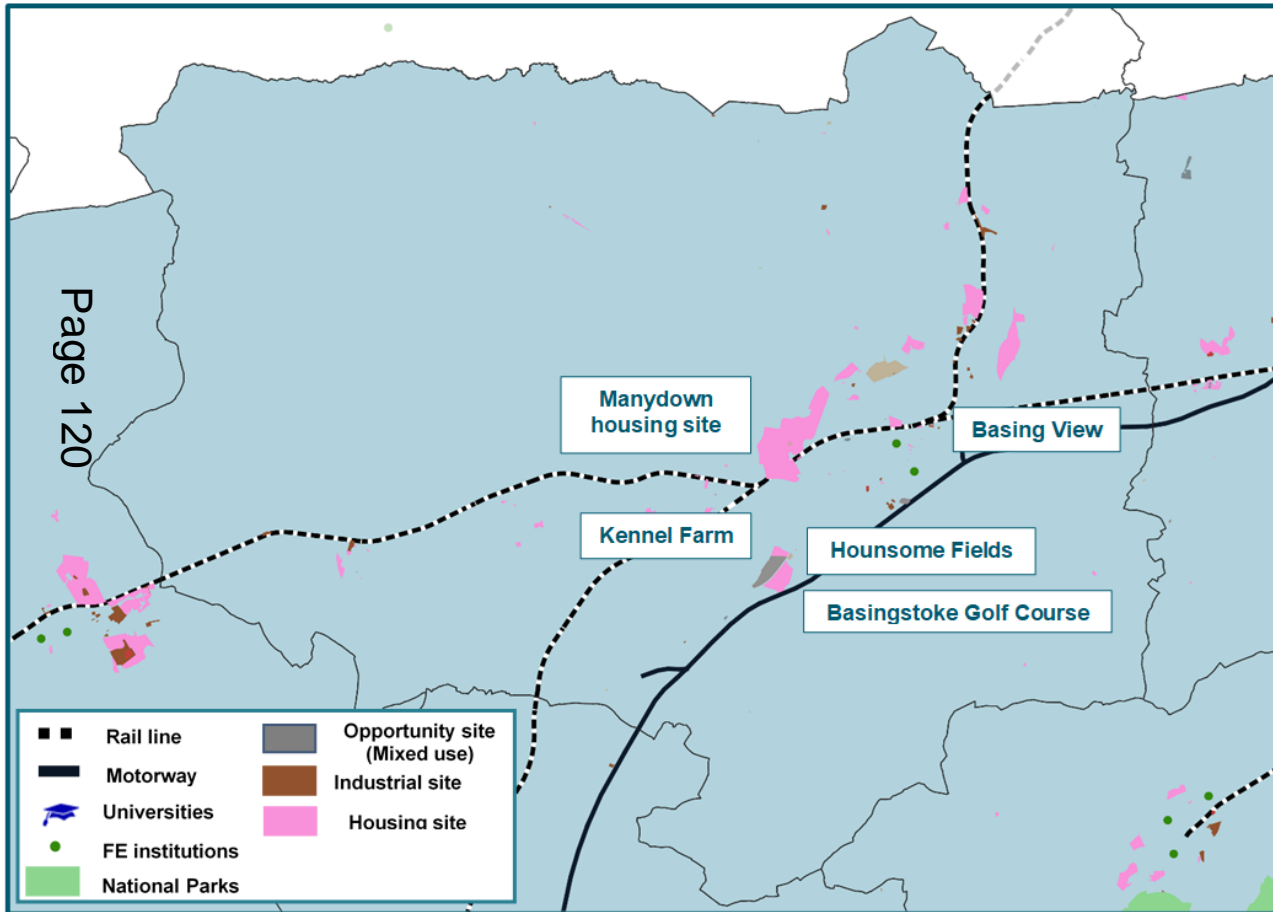 Page 120
Manydown
housing site
Basing View
Kennel Farm
Hounsome Fields
Basingstoke Golf Course
Rail line
Motorway
Universities
FE institutions
National Parks
Opportunity site
(Mixed use)
Industrial site
Housing site